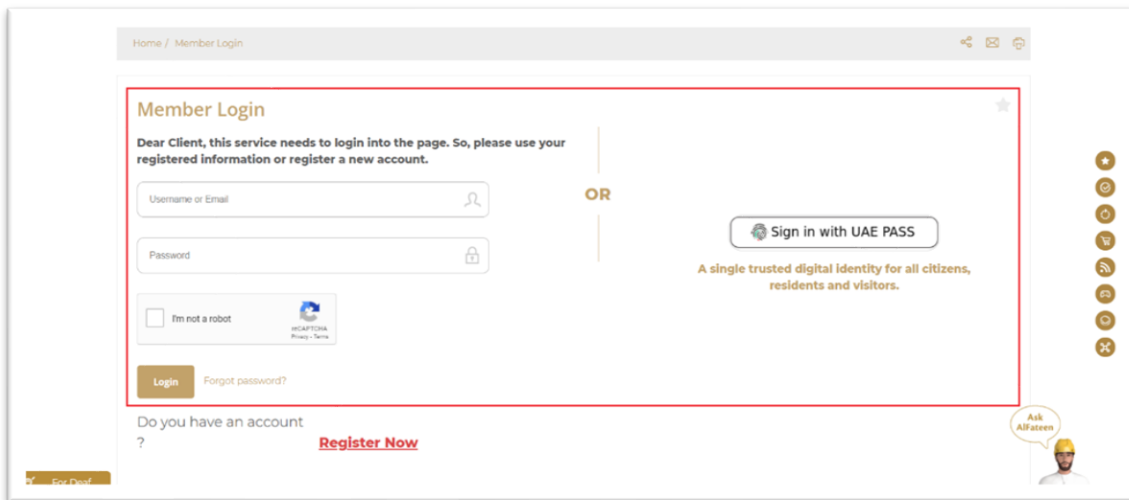 Home / Member Login
Member Login
Dear Client, this service needs to login into the page. So, please use your
registered information or register a new account.
Username or Email
Password
I'm not a robot
reCAPTCHA
Privacy - Terms
Login
Forgot password?
OR
Sign in with UAE PASS
A single trusted digital identity for all citizens,
residents and visitors.
Do you have an account
?
Register Now
Ask
AlFateen
For Deaf